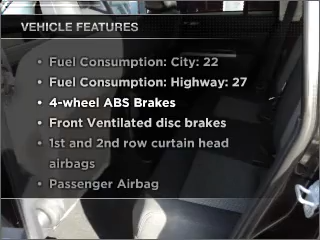 VEHICLE FEATURES
• Fuel Consumption: City: 22
• Fuel Consumption: Highway: 27
• 4-wheel ABS Brakes
• Front Ventilated disc brakes
• 1st and 2nd row curtain head
airbags
• Passenger Airbag